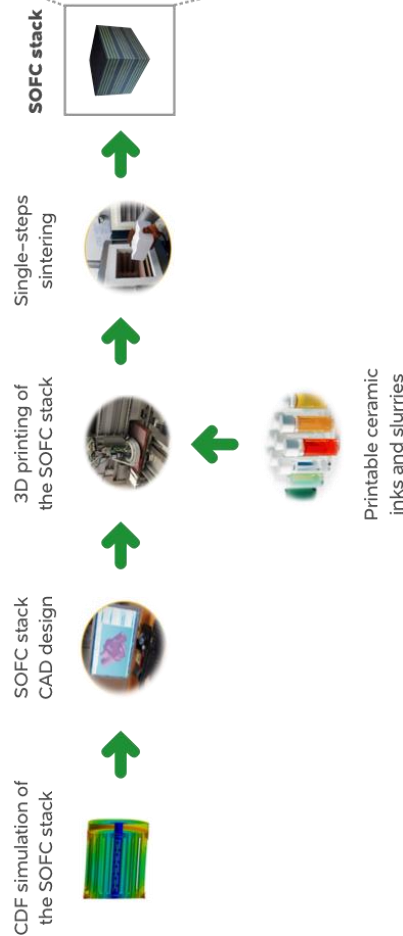 CDF simulation of
the SOFC stack
SOFC stack
CAD design
3D printing of
the SOFC stack
Single-steps
sintering
SOFC stack
Printable ceramic
inks and slurries